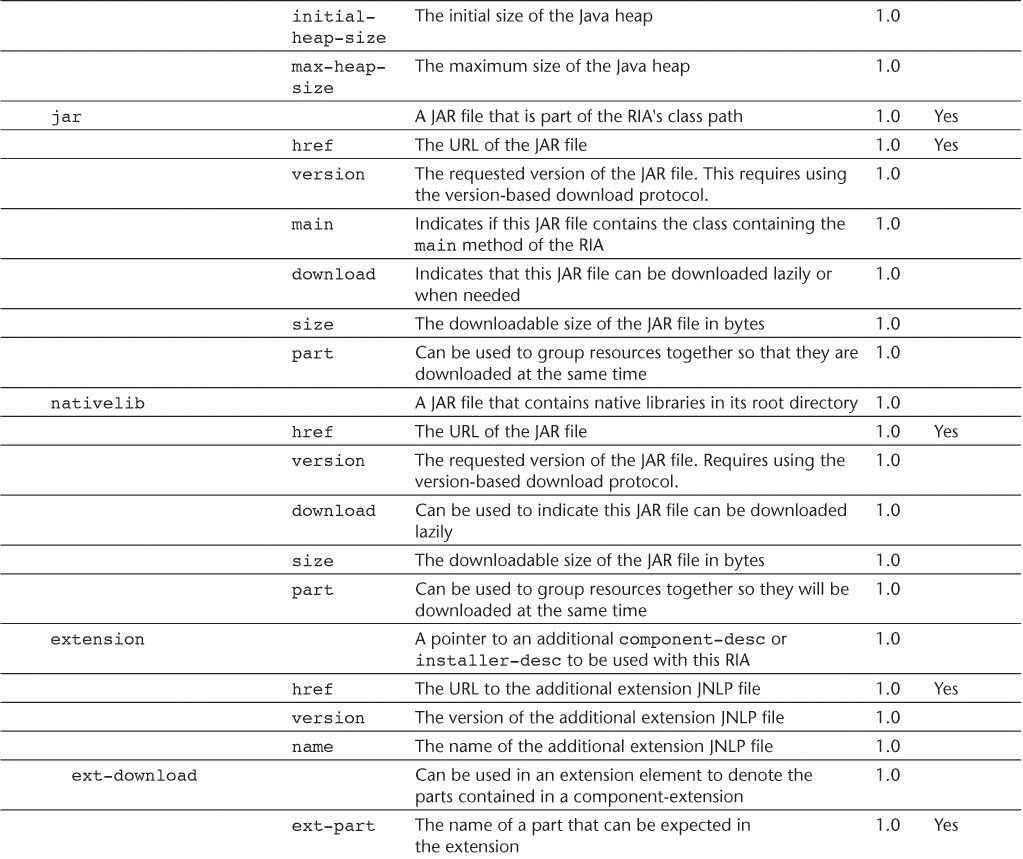 initial- The initial size of the Java heap 1.0
heap-size
max-heap- The maximum size of the Java heap 1.0
size
jar A JAR file that is part of the RIA's class path 1.0 Yes
href The URL of the JAR file 1.0 Yes
version The requested version of the JAR file. This requires using 1.0
the version-based download protocol.
main Indicates if this JAR file contains the class containing the 1.0
main method of the RIA
download Indicates that this JAR file can be downloaded lazily or 1.0
when needed
size The downloadable size of the JAR file in bytes 1.0
part Can be used to group resources together so that they are 1.0
downloaded at the same time
nativelib A JAR file that contains native libraries in its root directory 1.0
href The URL of the JAR file 1.0 Yes
version The requested version of the JAR file. Requires using the 1.0
version-based download protocol.
download Can be used to indicate this JAR file can be downloaded 1.0
lazily
size The downloadable size of the JAR file in bytes 1.0
part Can be used to group resources together so they will be 1.0
downloaded at the same time
extension A pointer to an additional component-desc or 1.0
installer-desc to be used with this RIA
href The URL to the additional extension JNLP file 1.0 Yes
version The version of the additional extension JNLP file 1.0
name The name of the additional extension JNLP file 1.0
ext-download Can be used in an extension element to denote the 1.0
parts contained in a component-extension
ext-part The name of a part that can be expected in 1.0 Yes
the extension